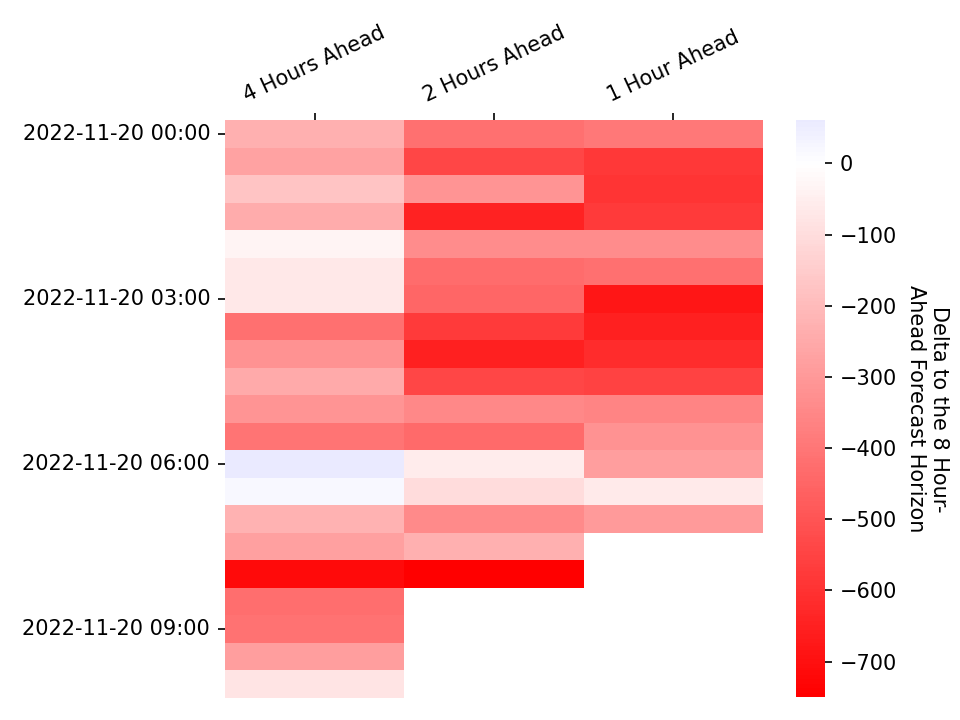 4 Hours Ahead
2 Hours Ahead
1 Hour Ahead
2022-11-20 00:00
2022-11-20 03:00
2022-11-20 06:00
2022-11-20 09:00
0
−100
−200
−300
−400
−500
−600
−700
Delta to the 8 Hour-
Ahead Forecast Horizon